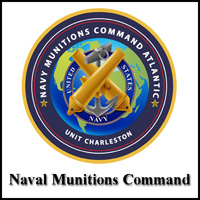 NAVY MUNITIONS COMMAND ATLANTIC
UNITED STATES
NAVY
UNIT CHARLESTON
Naval Munitions Command